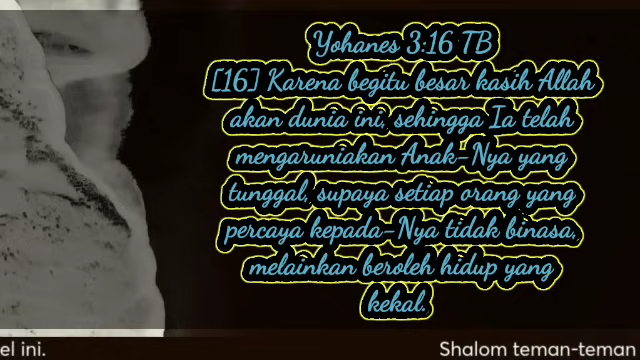 Yohanes 3:16 TB
[16] Karena begitu besar kasih Allah
akan dunia ini, sehingga Ia telah
mengaruniakan Anak-Nya yang
tunggal, supaya setiap orang yang
percaya kepada-Nya tidak binasa,
melainkan beroleh hidup yang
kekal.
el ini.
Shalom teman-teman